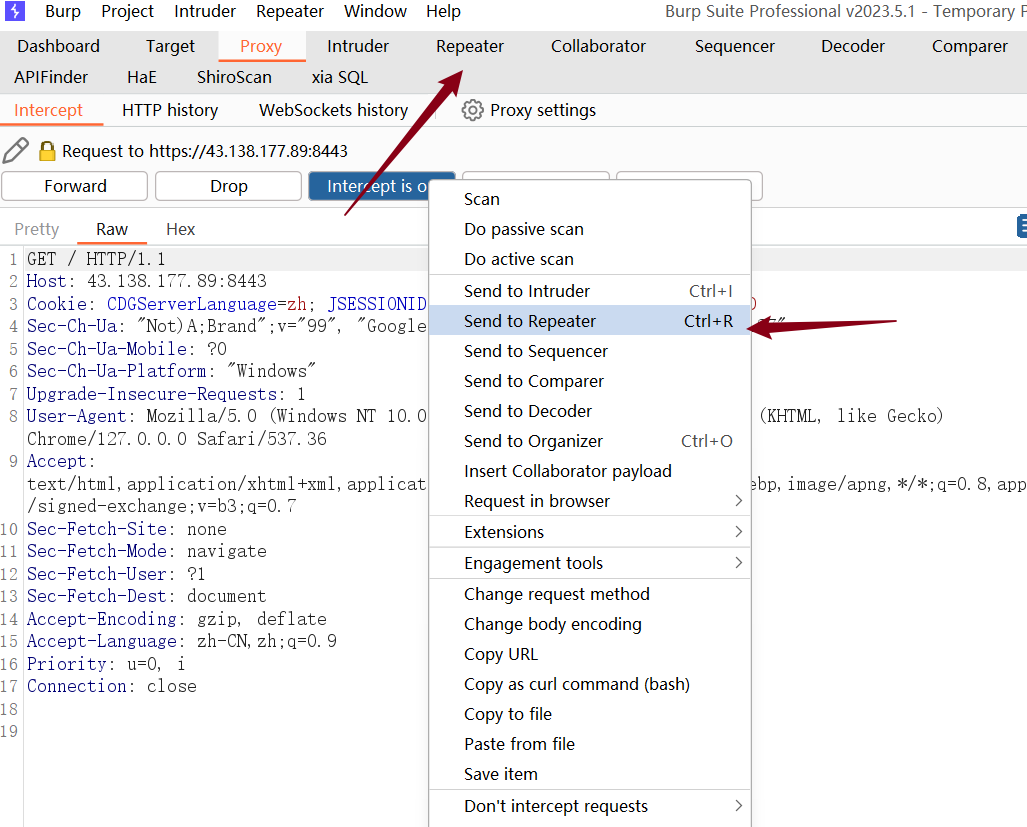 Burp Project Intruder Repeater Window Help Burp Suite Professional v2023.5.1 - Temporary P
Dashboard Target Proxy Intruder Repeater Collaborator Sequencer Decoder Comparer
APIFinder HaE ShiroScan xia SQL
Intercept HTTP history WebSockets history Proxy settings
Request to https://43.138.177.89:8443
Forward Drop Intercept is o
Pretty Raw Hex
1 GET / HTTP/1.1
2 Host: 43.138.177.89:8443
3 Cookie: CDGServerLanguage=zh; JSESSIONID
4 Sec-Ch-Ua: "Not)A;Brand";v="99", "Google
5 Sec-Ch-Ua-Mobile: ?0
6 Sec-Ch-Ua-Platform: "Windows"
7 Upgrade-Insecure-Requests: 1
8 User-Agent: Mozilla/5.0 (Windows NT 10.0 (KHTML, like Gecko)
Chrome/127.0.0.0 Safari/537.36
9 Accept:
text/html,application/xhtml+xml,applicat ebp,image/apng,*/*;q=0.8,app
/signed-exchange;v=b3;q=0.7
10 Sec-Fetch-Site: none
11 Sec-Fetch-Mode: navigate
12 Sec-Fetch-User: ?1
13 Sec-Fetch-Dest: document
14 Accept-Encoding: gzip, deflate
15 Accept-Language: zh-CN,zh;q=0.9
16 Priority: u=0, i
17 Connection: close
18
19
Scan
Do passive scan
Do active scan
Send to Intruder Ctrl+I
Send to Repeater Ctrl+R
Send to Sequencer
Send to Comparer
Send to Decoder
Send to Organizer Ctrl+O
Insert Collaborator payload
Request in browser
Extensions
Engagement tools
Change request method
Change body encoding
Copy URL
Copy as curl command (bash)
Copy to file
Paste from file
Save item
Don't intercept requests